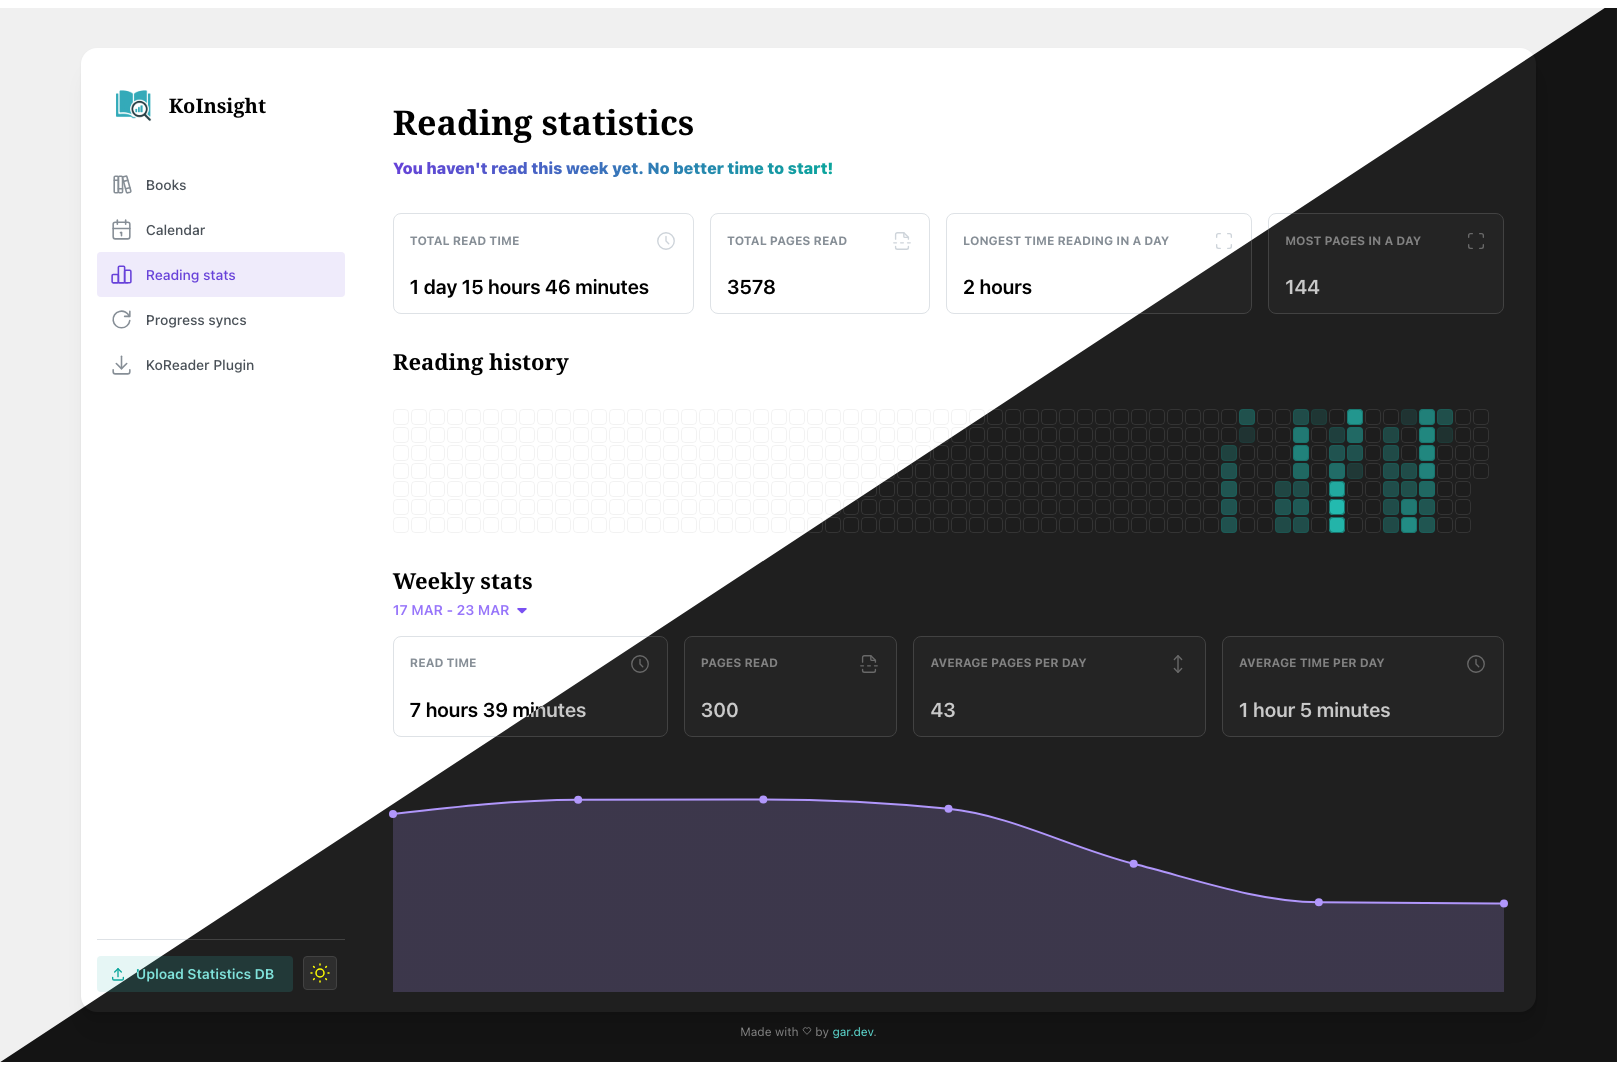 KoInsight
Books
Calendar
Reading stats
Progress syncs
KoReader Plugin
Upload Statistics DB
Reading statistics
You haven't read this week yet. No better time to start!
TOTAL READ TIME
1 day 15 hours 46 minutes
TOTAL PAGES READ
3578
LONGEST TIME READING IN A DAY
2 hours
MOST PAGES IN A DAY
144
Reading history
Weekly stats
17 MAR - 23 MAR
READ TIME
7 hours 39 minutes
PAGES READ
300
AVERAGE PAGES PER DAY
43
AVERAGE TIME PER DAY
1 hour 5 minutes
Made with ♡ by gar.dev.